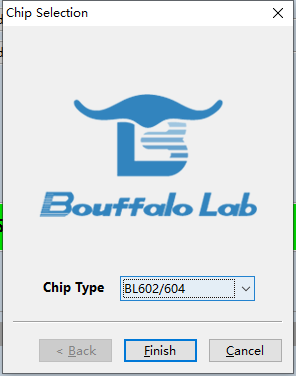 Chip Selection
Bouffalo Lab
Chip Type
BL602/604
< Back
Finish
Cancel